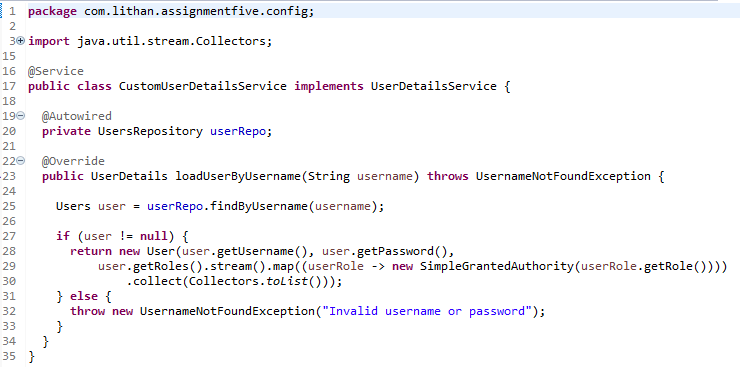 1 package com.lithan.assignmentfive.config;
2
3 import java.util.stream.Collectors;
15
16 @Service
17 public class CustomUserDetailsService implements UserDetailsService {
18
19 @Autowired
20 private UsersRepository userRepo;
21
22 @Override
23 public UserDetails loadUserByUsername(String username) throws UsernameNotFoundException {
24
25 Users user = userRepo.findByUsername(username);
26
27 if (user != null) {
28 return new User(user.getUsername(), user.getPassword(),
29 user.getRoles().stream().map((userRole -> new SimpleGrantedAuthority(userRole.getRole())))
30 .collect(Collectors.toList()));
31 } else {
32 throw new UsernameNotFoundException("Invalid username or password");
33 }
34 }
35 }